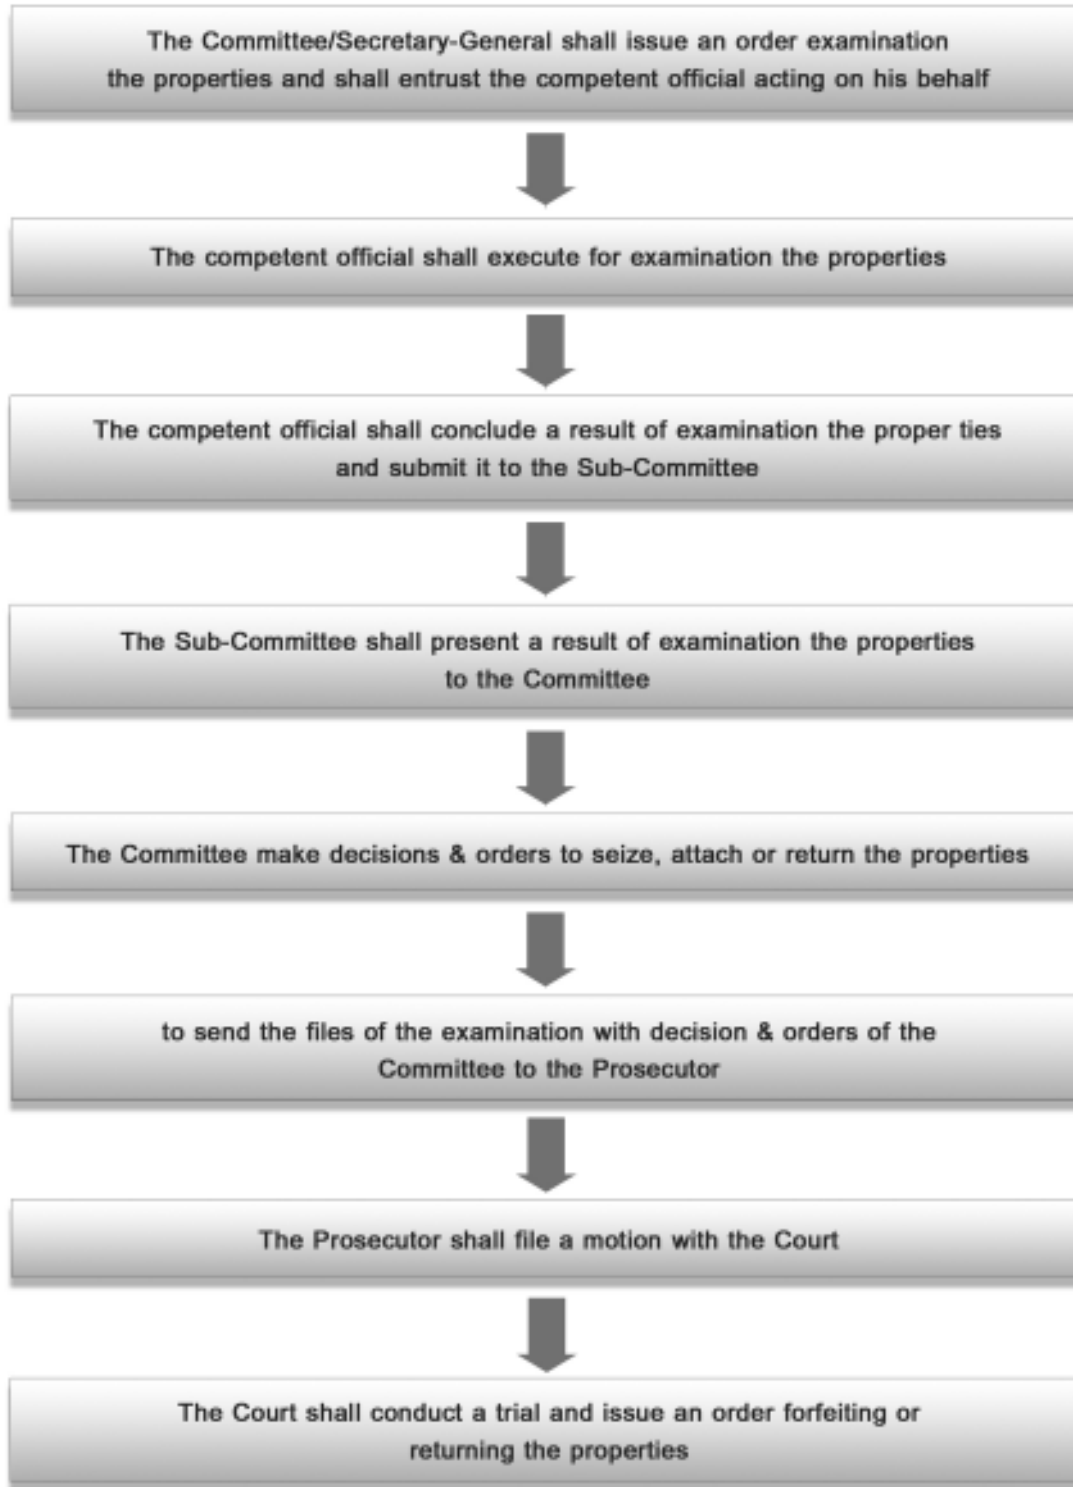 The Committee/Secretary-General shall issue an order examination
the properties and shall entrust the competent official acting on his behalf
The competent official shall execute for examination the properties
The competent official shall conclude a result of examination the proper ties
and submit it to the Sub-Committee
The Sub-Committee shall present a result of examination the properties
to the Committee
The Committee make decisions & orders to seize, attach or return the properties
to send the files of the examination with decision & orders of the
Committee to the Prosecutor
The Prosecutor shall file a motion with the Court
The Court shall conduct a trial and issue an order forfeiting or
returning the properties